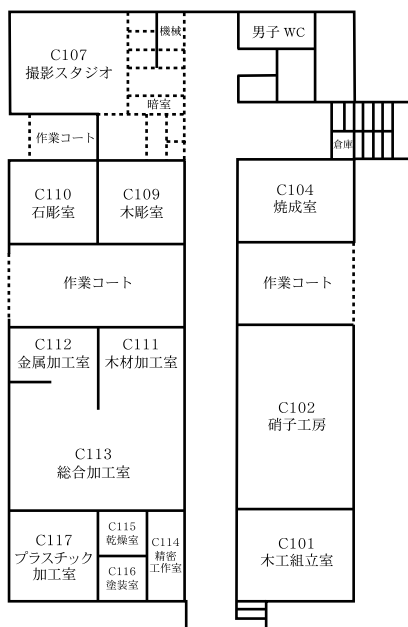 C107
撮影スタジオ
機械
暗室
男子 WC
作業コート
倉庫
C110
石彫室
C109
木彫室
C104
焼成室
作業コート
作業コート
C112
金属加工室
C111
木材加工室
C102
硝子工房
C113
総合加工室
C117
プラスチック
加工室
C115
乾燥室
C116
塗装室
C114
精密
工作室
C101
木工組立室